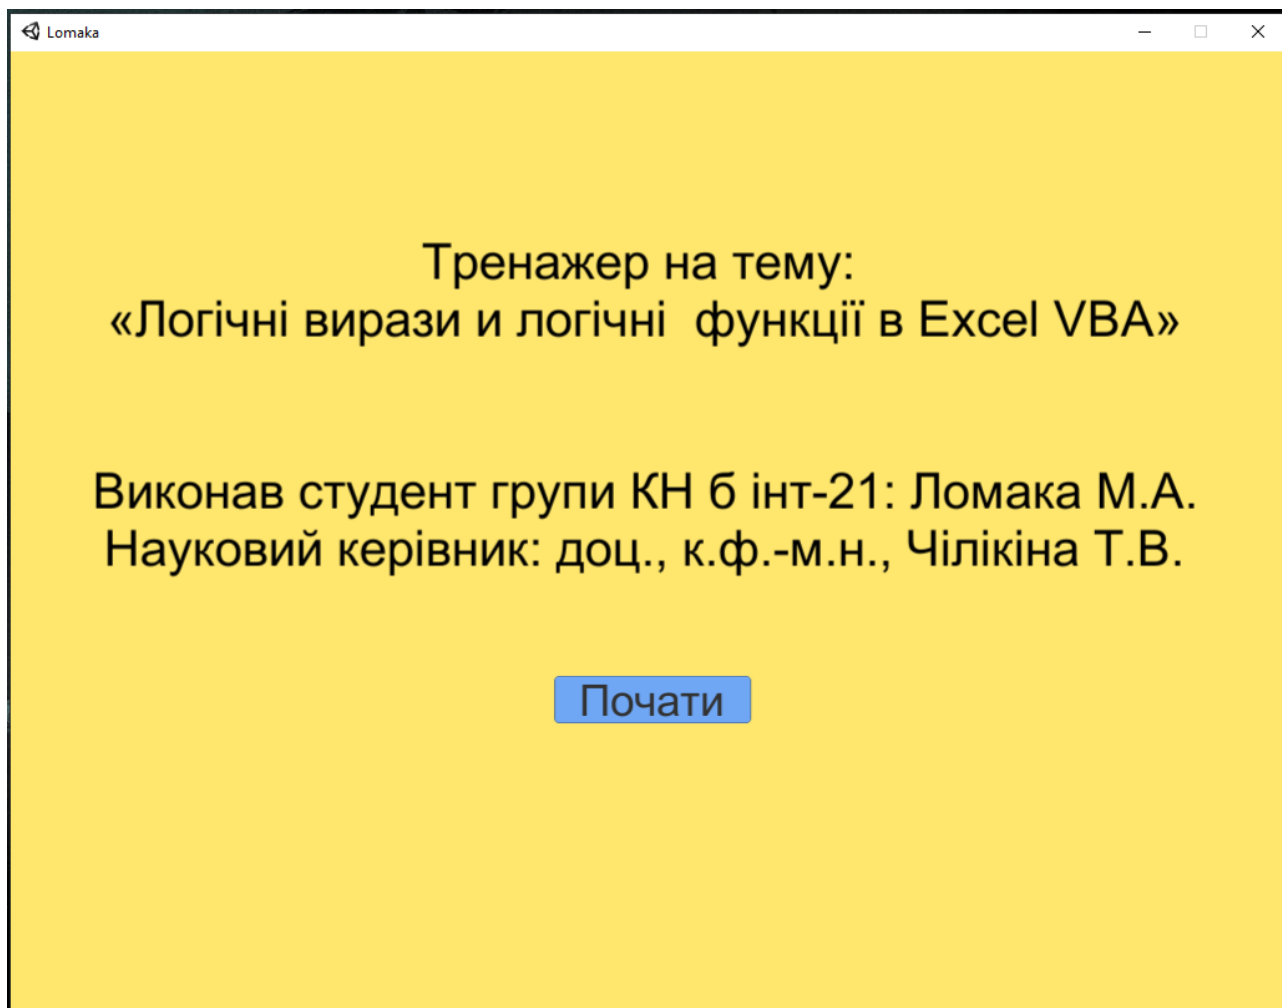 Lomaka
Тренажер на тему:
«Логічні вирази и логічні  функції в Excel VBA»
Виконав студент групи КН б інт-21: Ломака М.А.
Науковий керівник: доц., к.ф.-м.н., Чілікіна Т.В.
Почати